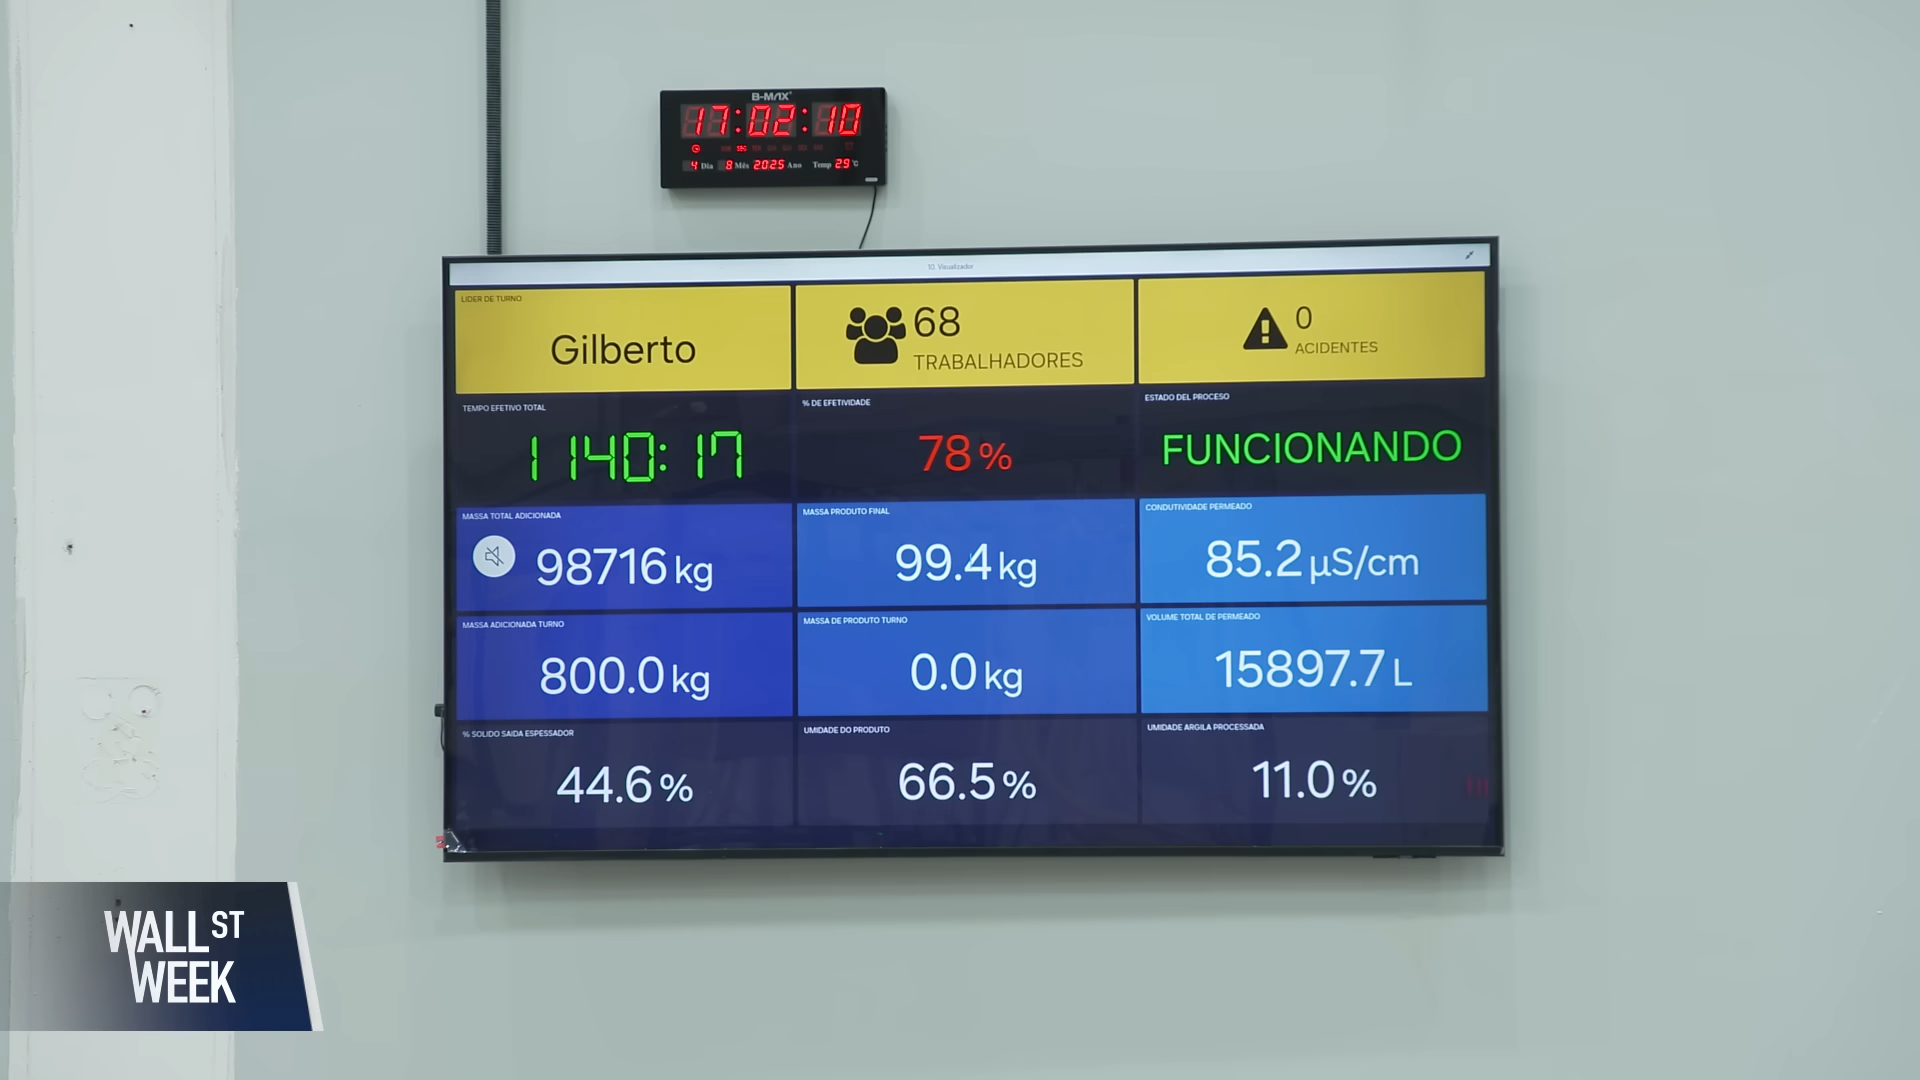 B-MAX
17:02:10
SEG
4 Dia 8 Mês 2025 Ano Temp 29°C
10. Visualizador
LIDER DE TURNO
Gilberto
68
TRABALHADORES
0
ACIDENTES
TEMPO EFETIVO TOTAL
1140:17
% DE EFETIVIDADE
78 %
ESTADO DEL PROCESO
FUNCIONANDO
MASSA TOTAL ADICIONADA
98716 kg
MASSA PRODUTO FINAL
99.4 kg
CONDUTIVIDADE PERMEADO
85.2 µS/cm
MASSA ADICIONADA TURNO
800.0 kg
MASSA DE PRODUTO TURNO
0.0 kg
VOLUME TOTAL DE PERMEADO
15897.7 L
% SOLIDO SAIDA ESPESSADOR
44.6 %
UMIDADE DO PRODUTO
66.5 %
UMIDADE ARGILA PROCESSADA
11.0 %
WALL ST
WEEK